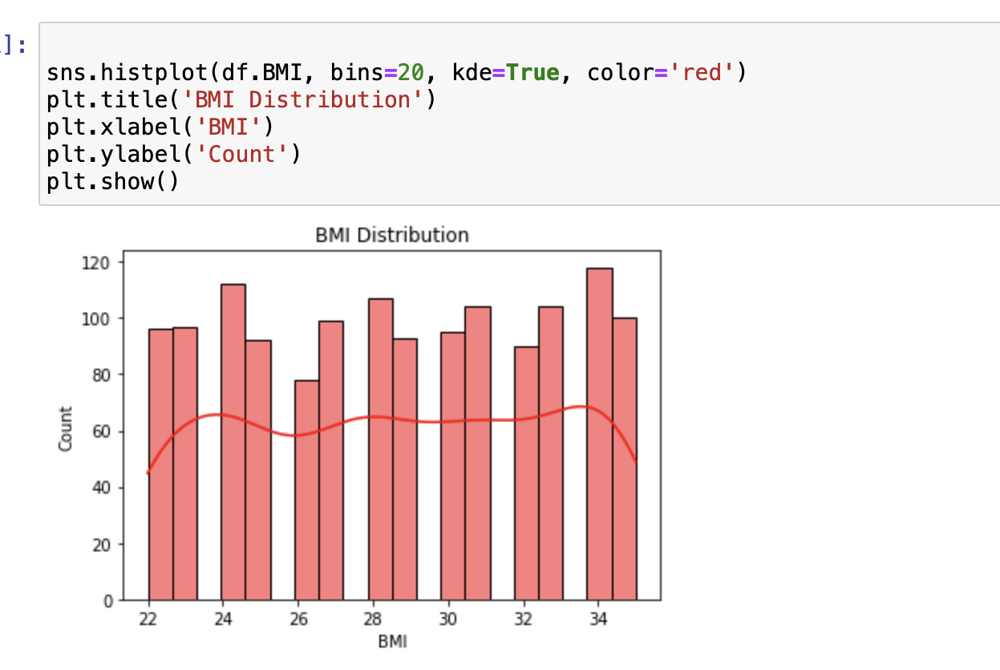 ]:
sns.histplot(df.BMI, bins=20, kde=True, color='red')
plt.title('BMI Distribution')
plt.xlabel('BMI')
plt.ylabel('Count')
plt.show()
BMI Distribution
120
100
80
60
40
20
0
Count
22 24 26 28 30 32 34
BMI